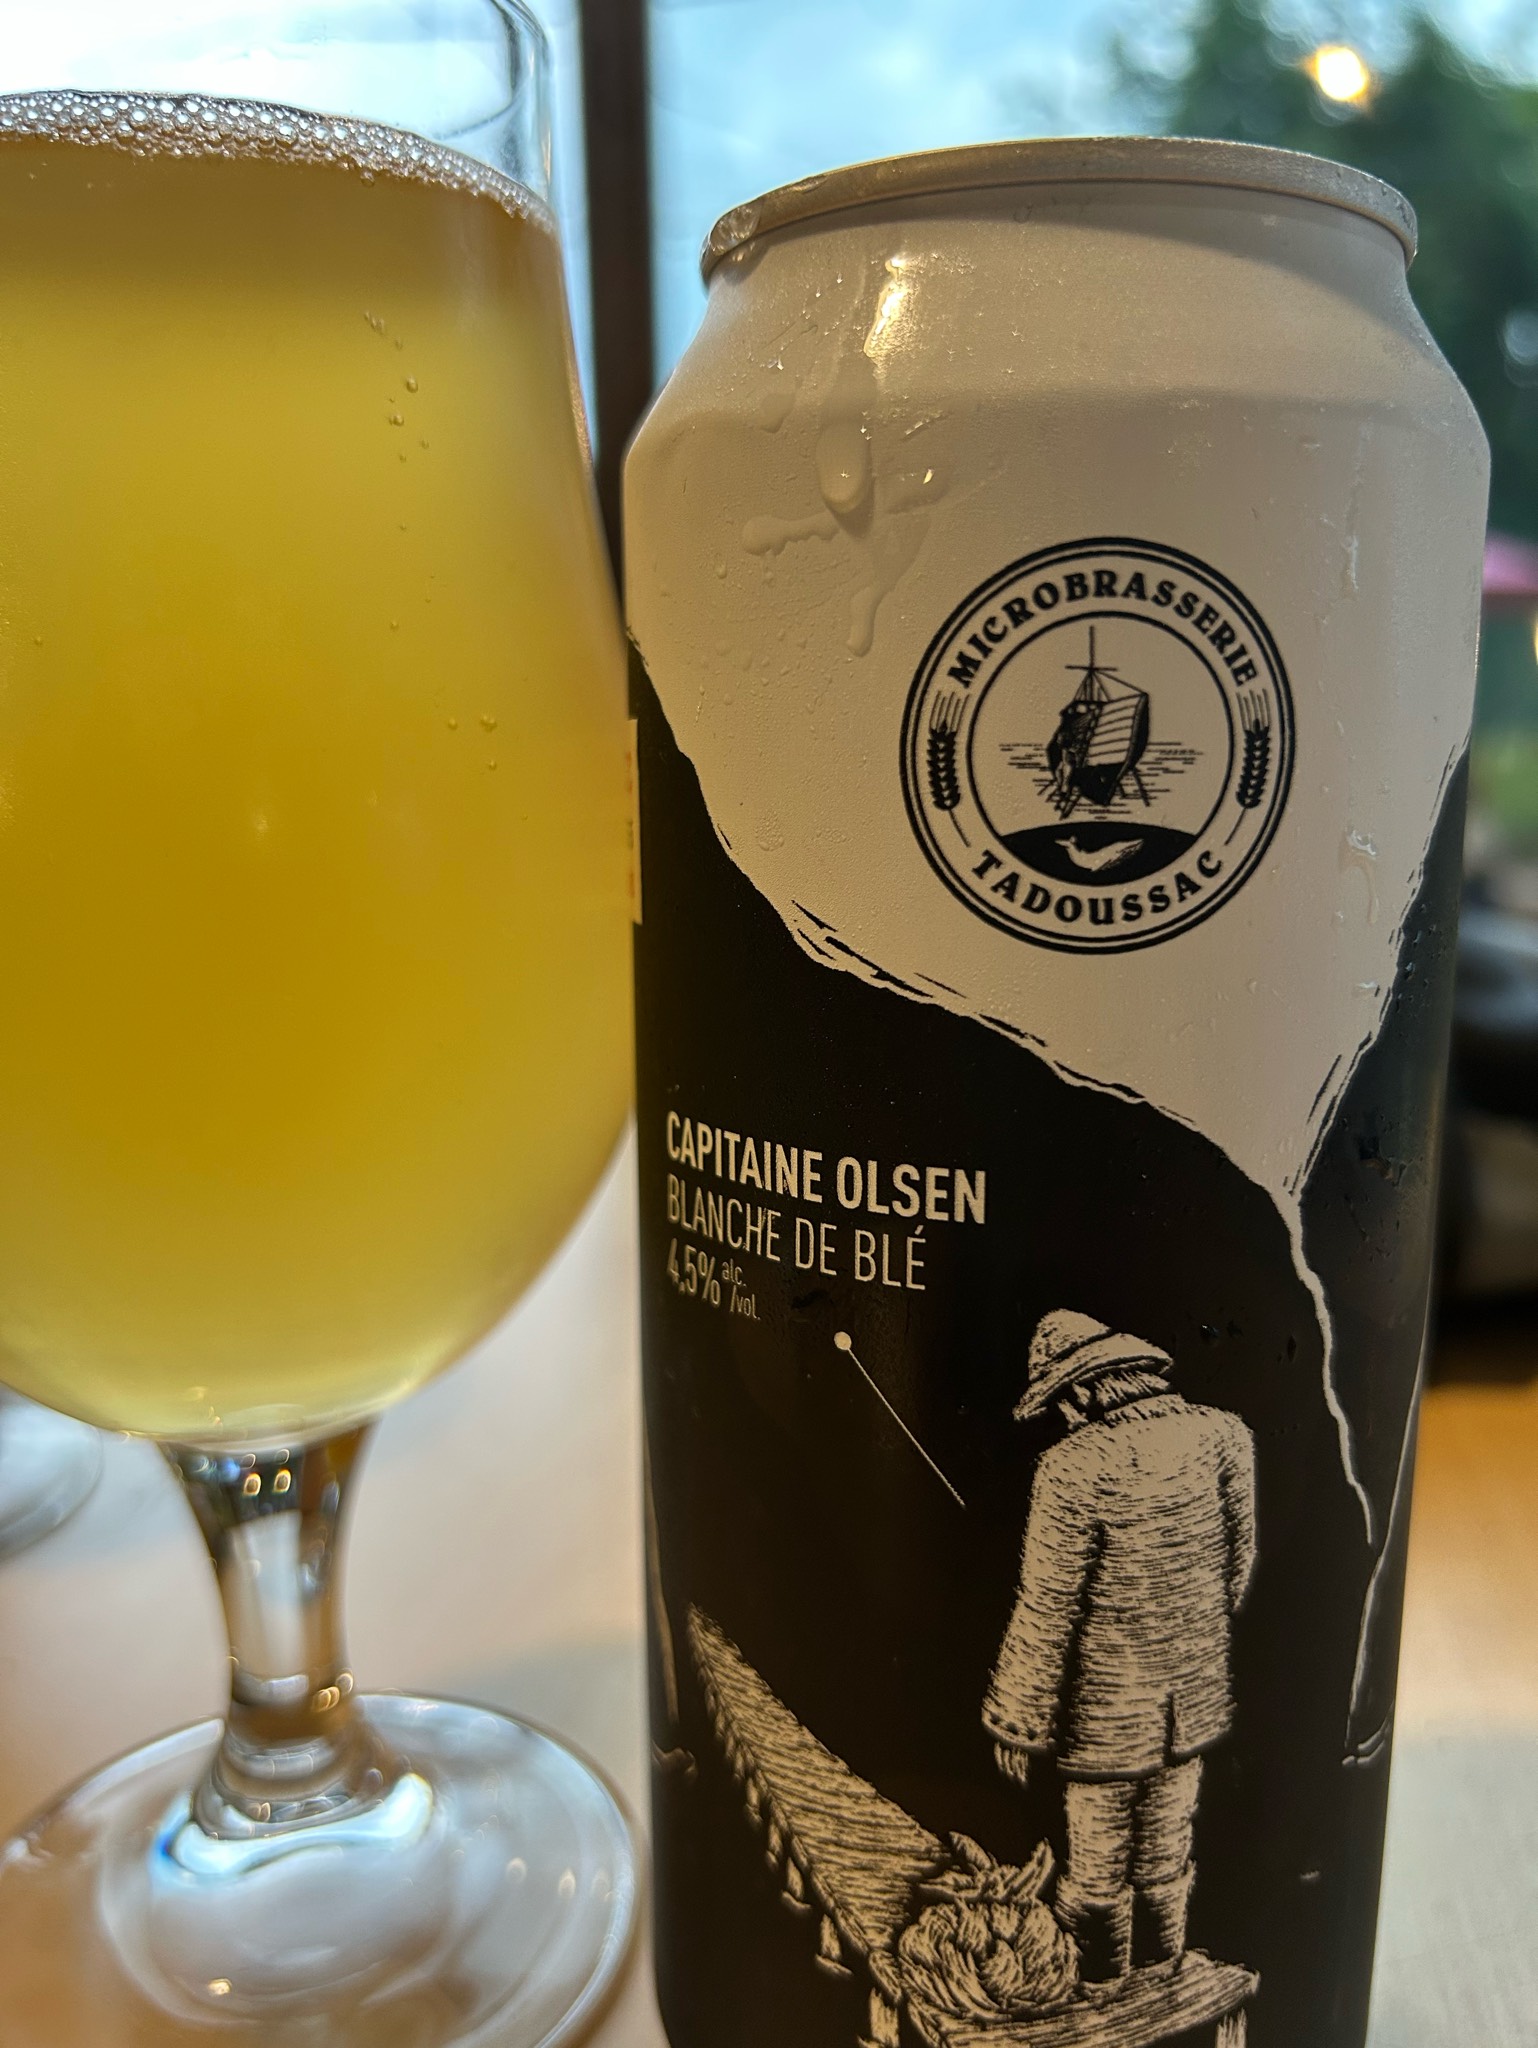 MICROBRASSERIE
TADOUSSAC
CAPITAINE OLSEN
BLANCHE DE BLÉ
4,5% alc./vol.